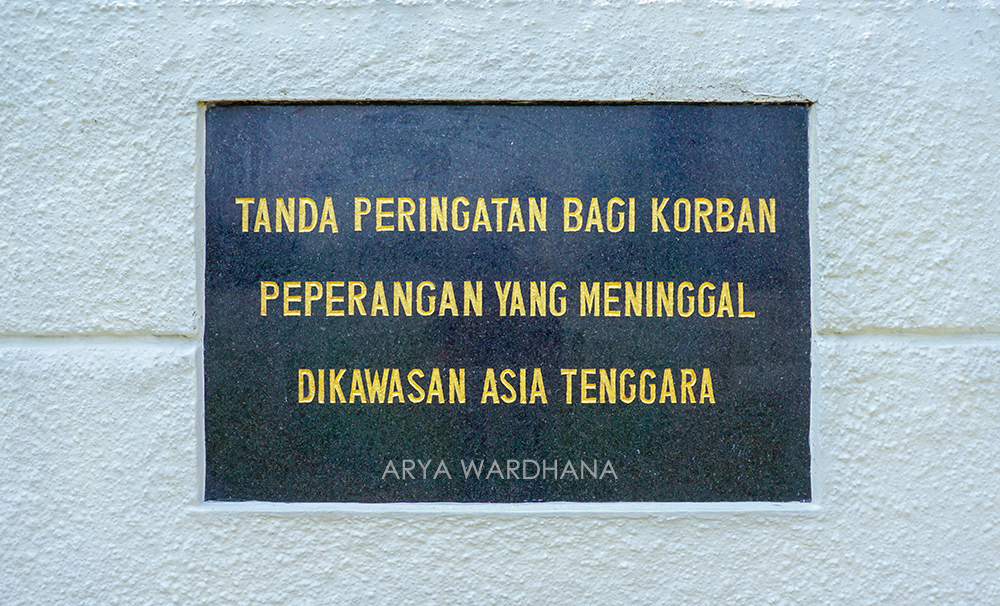 TANDA PERINGATAN BAGI KORBAN
PEPERANGAN YANG MENINGGAL
DIKAWASAN ASIA TENGGARA
ARYA WARDHANA